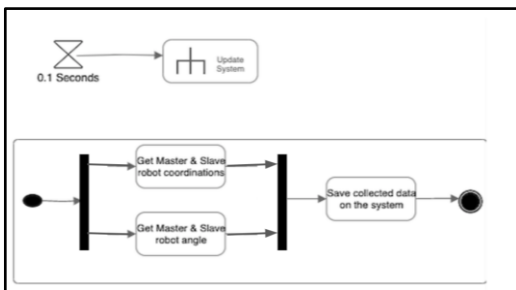 Update
System
0.1 Seconds
Get Master & Slave
robot coordinations
Get Master & Slave
robot angle
Save collected data
on the system